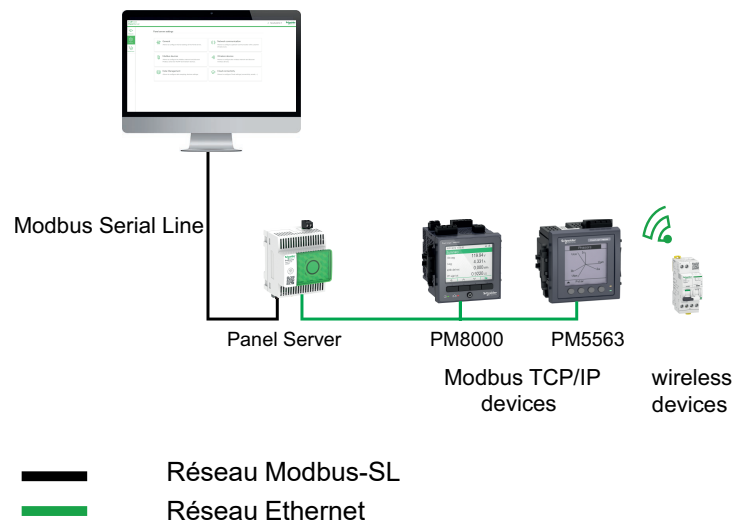 Modbus Serial Line
Panel Server
PM8000
PM5563
Modbus TCP/IP
devices
wireless
devices
Réseau Modbus-SL
Réseau Ethernet